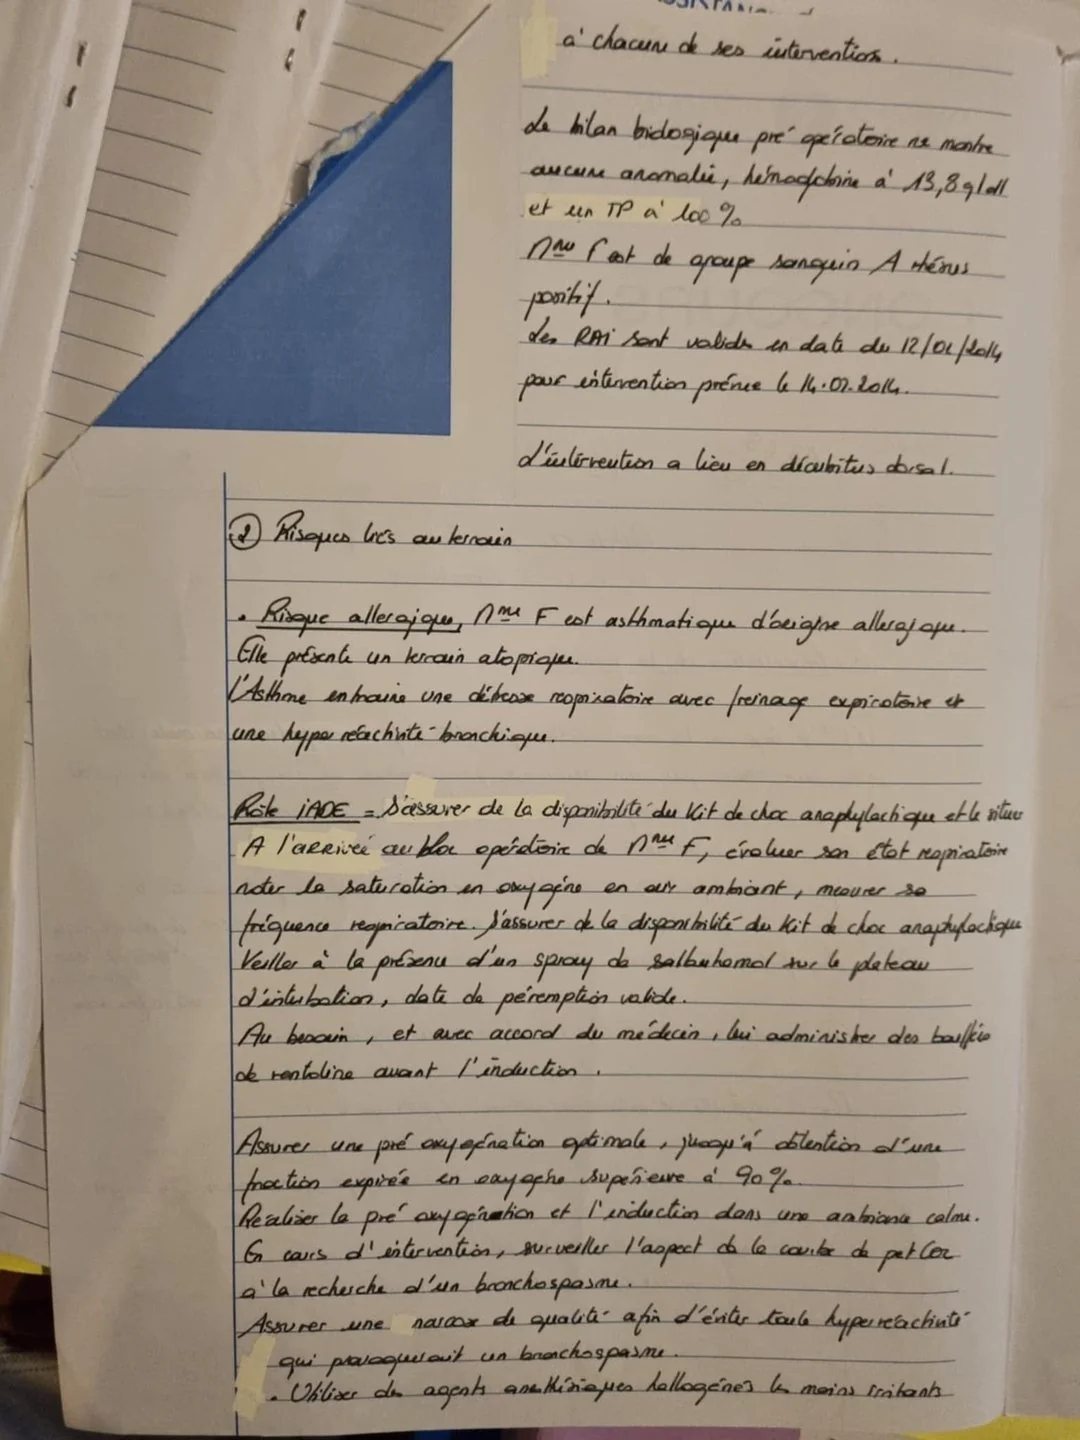 à chacune de ses intervention.
Le bilan biologique pré opératoire ne montre
aucune anomalie, hémoglobine à 13,8 g/dll
et un TP à 100 %
Mme F est de groupe sanguin A rhésus
positif.
Les RAI sont valides en date du 12/02/2014
pour intervention prévue le 14.02.2014.
L'intervention a lieu en décubitus dorsal.
② Risques liés au terrain
• Risque allergique, Mme F est asthmatique d'origine allergique.
Elle présente un terrain atopique.
L'Asthme entraine une détresse respiratoire avec freinage expiratoire et
une hyper réactivité bronchique.
Rôle IADE = S'assurer de la disponibilité du Kit de choc anaphylactique et le situer
A l'arrivée au bloc opératoire de Mme F, évaluer son état respiratoire
noter la saturation en oxygène en air ambiant, mesurer sa
fréquence respiratoire. S'assurer de la disponibilité du Kit de choc anaphylactique
Veiller à la présence d'un spray de salbutamol sur le plateau
d'intubation, date de péremption valide.
Au besoin, et avec accord du médecin, lui administrer des bouffées
de ventoline avant l'induction.
Assurer une pré oxygénation optimale, jusqu'à obtention d'une
fraction expirée en oxygène supérieure à 90 %.
Réaliser la pré oxygénation et l'induction dans une ambiance calme.
En cours d'intervention, surveiller l'aspect de la courbe de pet CO2
à la recherche d'un bronchospasme.
Assurer une narcose de qualité afin d'éviter toute hyperréactivité
qui provoquerait un bronchospasme.
• Utiliser des agents anesthésiques hallogénés les moins irritants